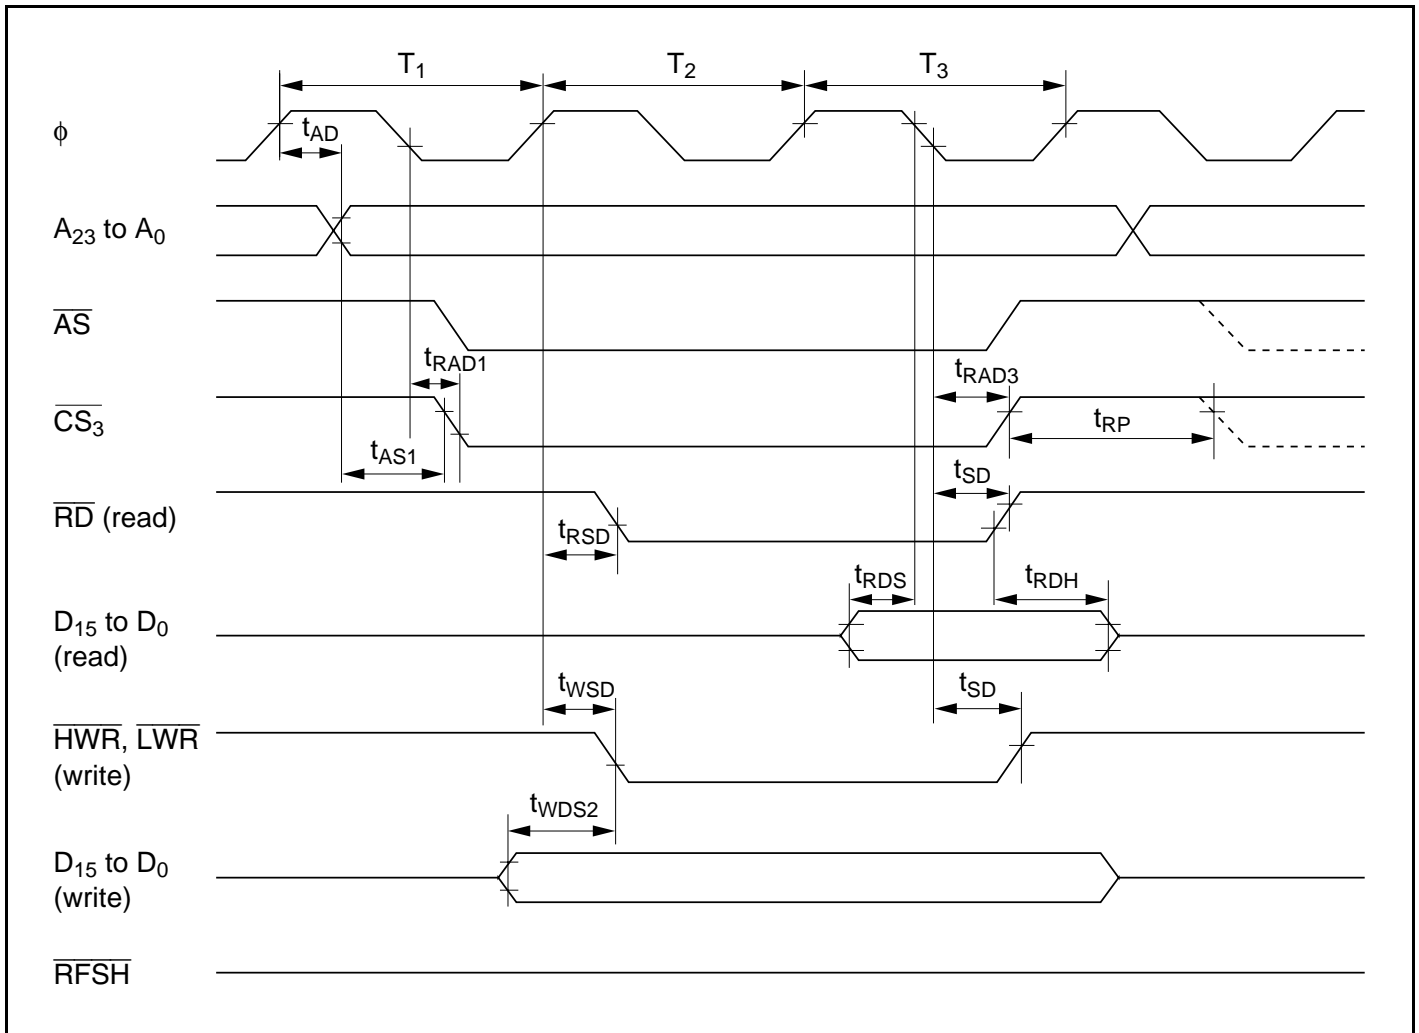 T1 T2 T3
φ
tAD
A23 to A0
AS
tRAD1 tRAD3
CS3
tRP
tAS1
tSD
RD (read)
tRSD
tRDS tRDH
D15 to D0
(read)
tWSD tSD
HWR, LWR
(write)
tWDS2
D15 to D0
(write)
RFSH